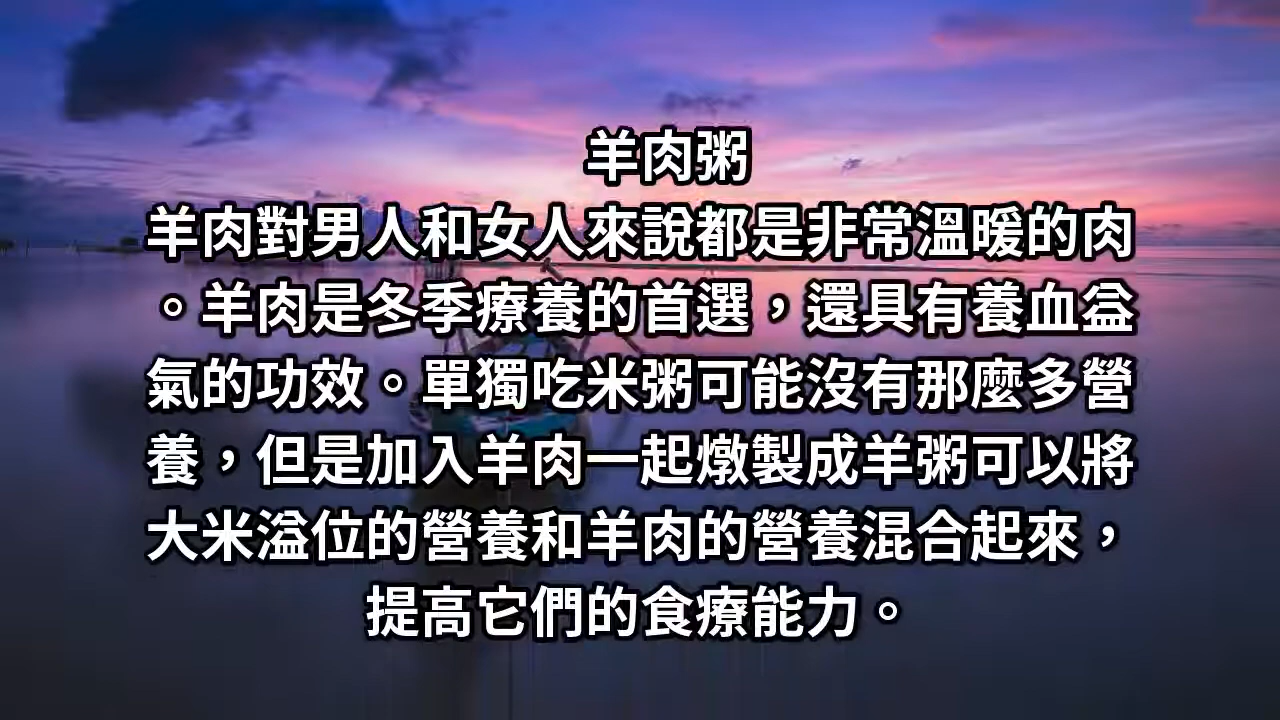 羊肉粥
羊肉對男人和女人來說都是非常溫暖的肉
。羊肉是冬季療養的首選，還具有養血益
氣的功效。單獨吃米粥可能沒有那麼多營
養，但是加入羊肉一起燉製成羊粥可以將
大米溢位的營養和羊肉的營養混合起來，
提高它們的食療能力。